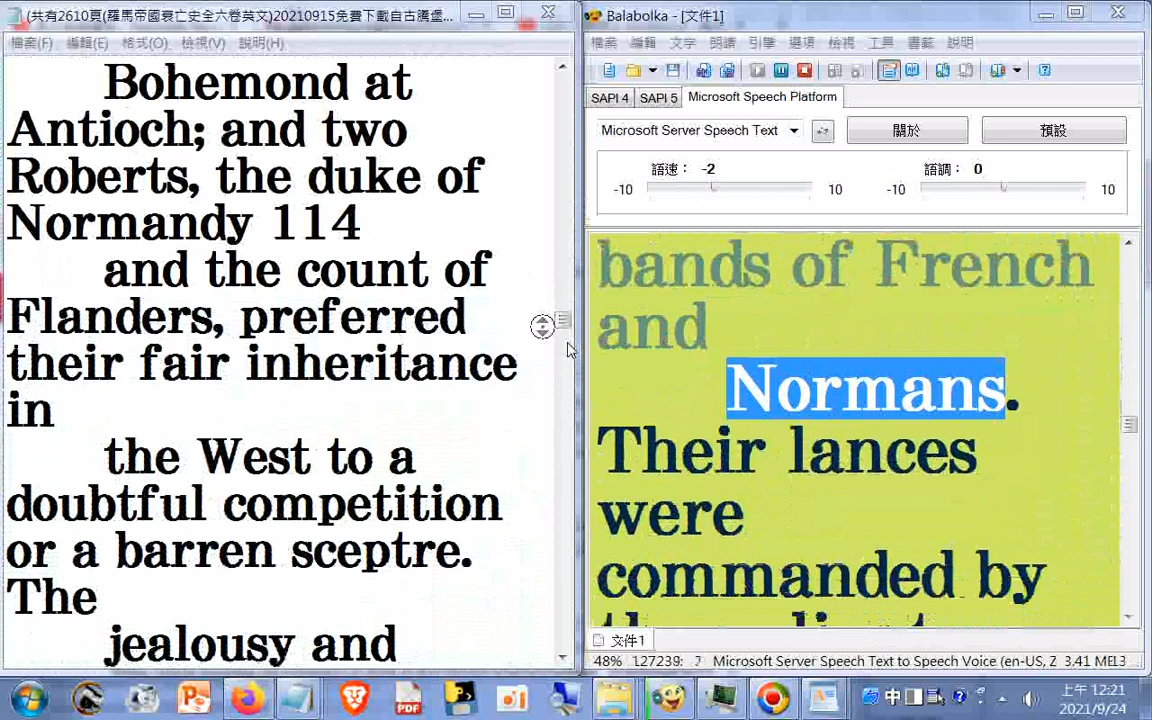 (共有2610頁(羅馬帝國衰亡史全六卷英文)20210915免費下載自古騰堡...
檔案(F) 編輯(E) 格式(O) 檢視(V) 說明(H)
Bohemond at
Antioch; and two
Roberts, the duke of
Normandy 114
and the count of
Flanders, preferred
their fair inheritance
in
the West to a
doubtful competition
or a barren sceptre.
The
jealousy and
Balabolka - [文件1]
檔案 編輯 文字 朗讀 引擎 選項 檢視 工具 書籤 說明
SAPI 4 SAPI 5 Microsoft Speech Platform
Microsoft Server Speech Text 關於 預設
語速： -2 語調： 0
-10 10 -10 10
bands of French
and
Normans.
Their lances
were
commanded by
文件1
48% 127239: Microsoft Server Speech Text to Speech Voice (en-US, Z 3.41 ME
中
上午 12:21
2021/9/24